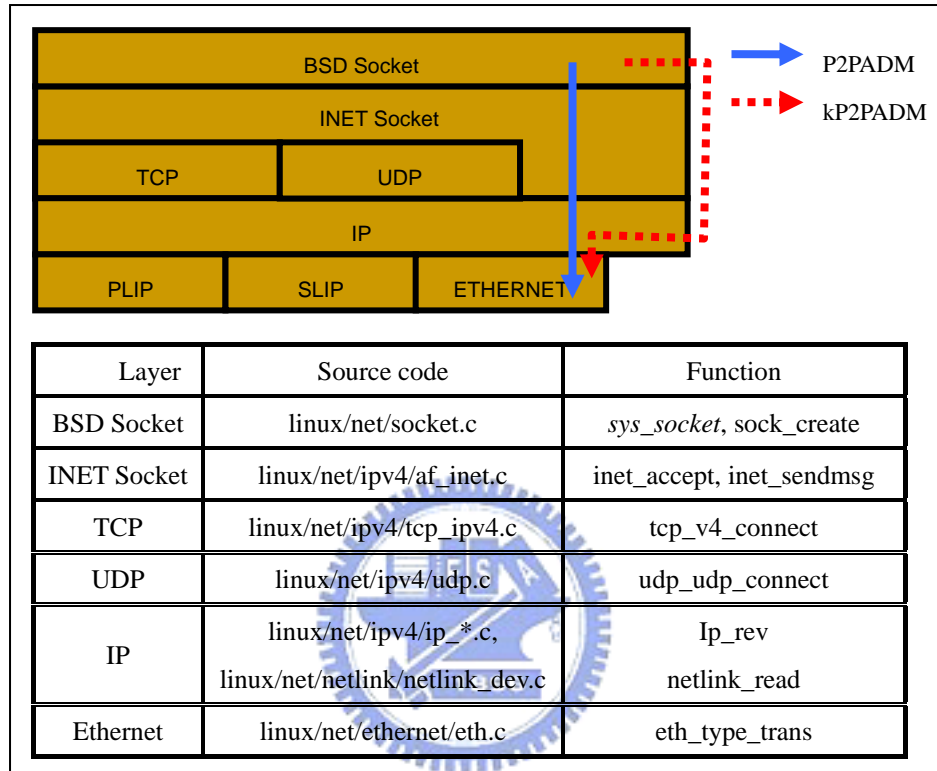 BSD Socket
P2PADM
kP2PADM
INET Socket
TCP UDP
IP
PLIP SLIP ETHERNET
Layer Source code Function
BSD Socket linux/net/socket.c sys_socket, sock_create
INET Socket linux/net/ipv4/af_inet.c inet_accept, inet_sendmsg
TCP linux/net/ipv4/tcp_ipv4.c tcp_v4_connect
UDP linux/net/ipv4/udp.c udp_udp_connect
IP linux/net/ipv4/ip_*.c, Ip_rev
linux/net/netlink/netlink_dev.c netlink_read
Ethernet linux/net/ethernet/eth.c eth_type_trans